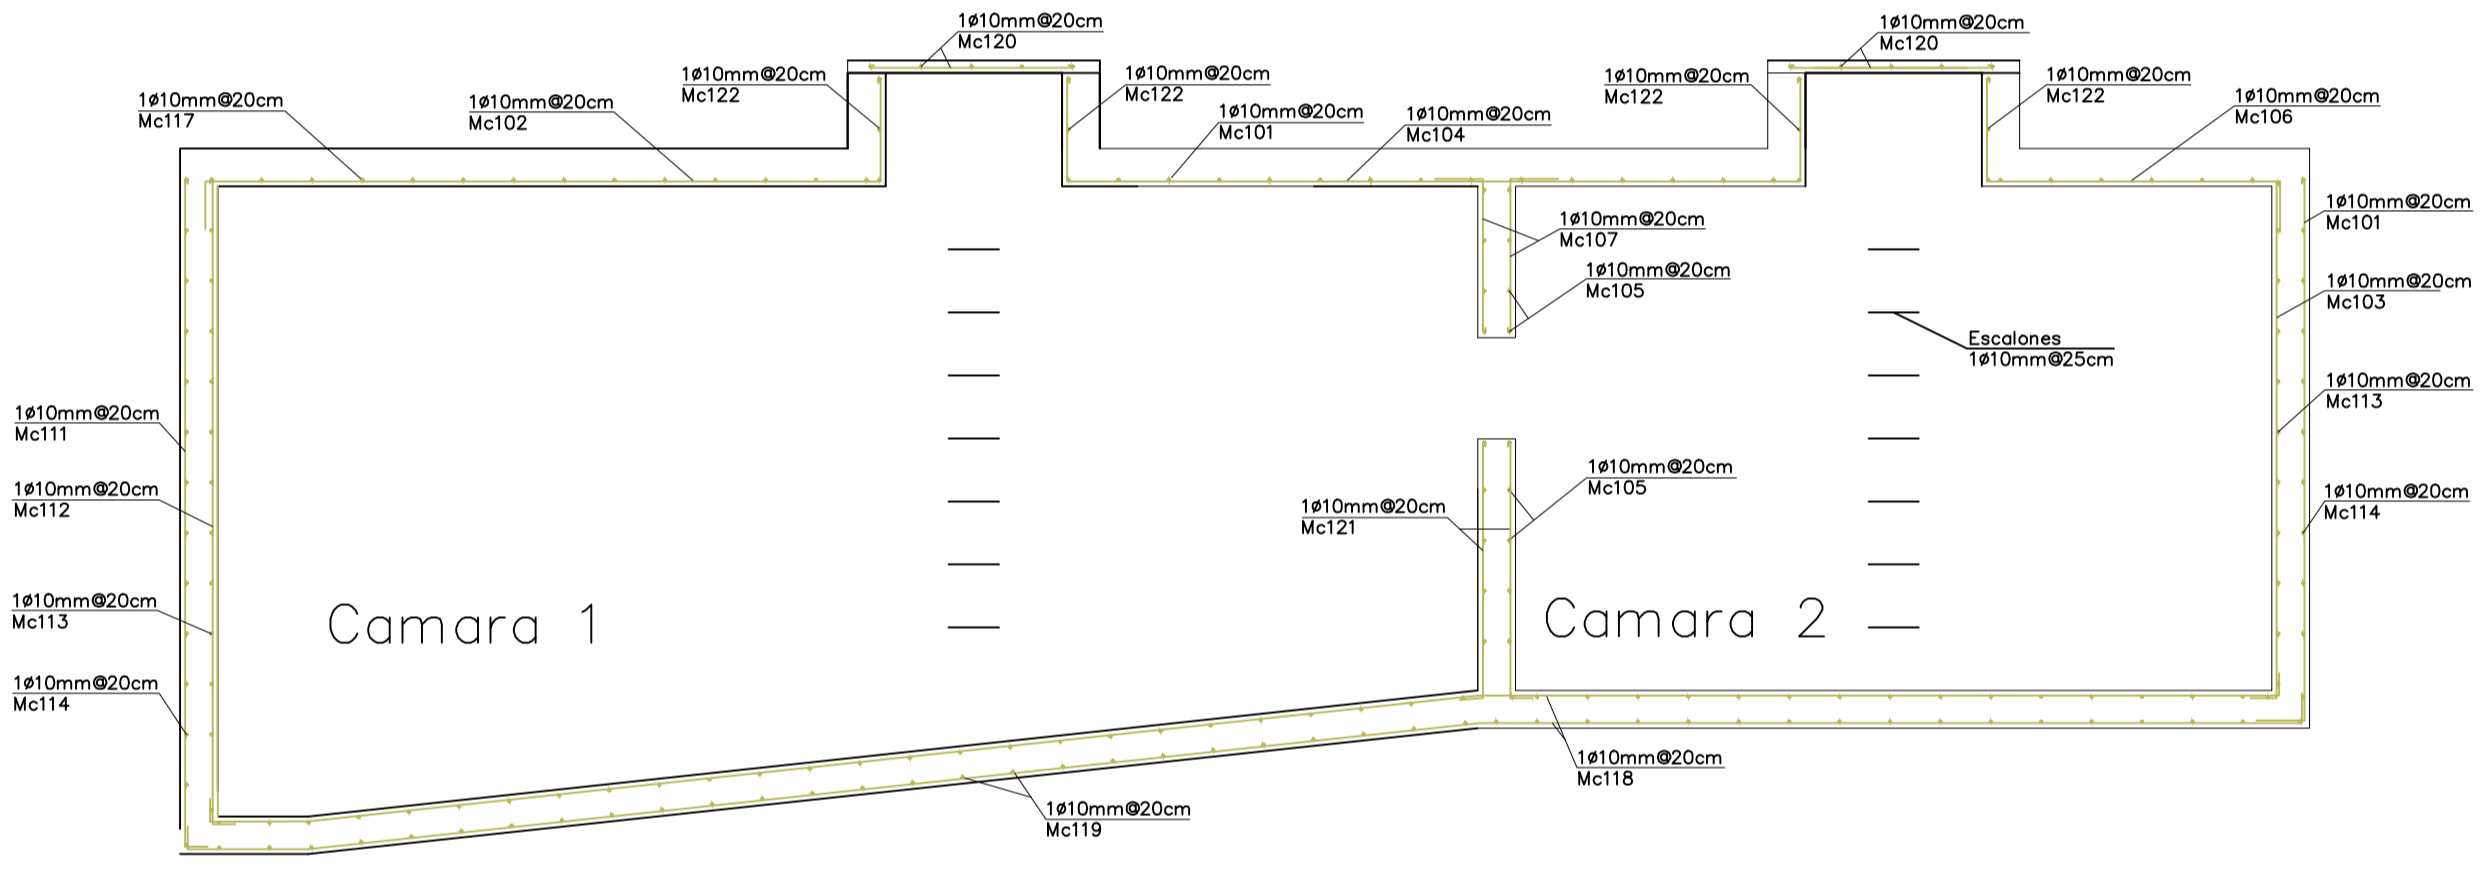 1ø10mm@20cm
Mc120
1ø10mm@20cm
Mc120
1ø10mm@20cm
Mc122
1ø10mm@20cm
Mc122
1ø10mm@20cm
Mc122
1ø10mm@20cm
Mc122
1ø10mm@20cm
Mc117
1ø10mm@20cm
Mc102
1ø10mm@20cm
Mc101
1ø10mm@20cm
Mc104
1ø10mm@20cm
Mc106
1ø10mm@20cm
Mc107
1ø10mm@20cm
Mc101
1ø10mm@20cm
Mc105
1ø10mm@20cm
Mc103
Escalones
1ø10mm@25cm
1ø10mm@20cm
Mc113
1ø10mm@20cm
Mc111
1ø10mm@20cm
Mc105
1ø10mm@20cm
Mc112
1ø10mm@20cm
Mc121
1ø10mm@20cm
Mc114
1ø10mm@20cm
Mc113
Camara 1
Camara 2
1ø10mm@20cm
Mc114
1ø10mm@20cm
Mc118
1ø10mm@20cm
Mc119